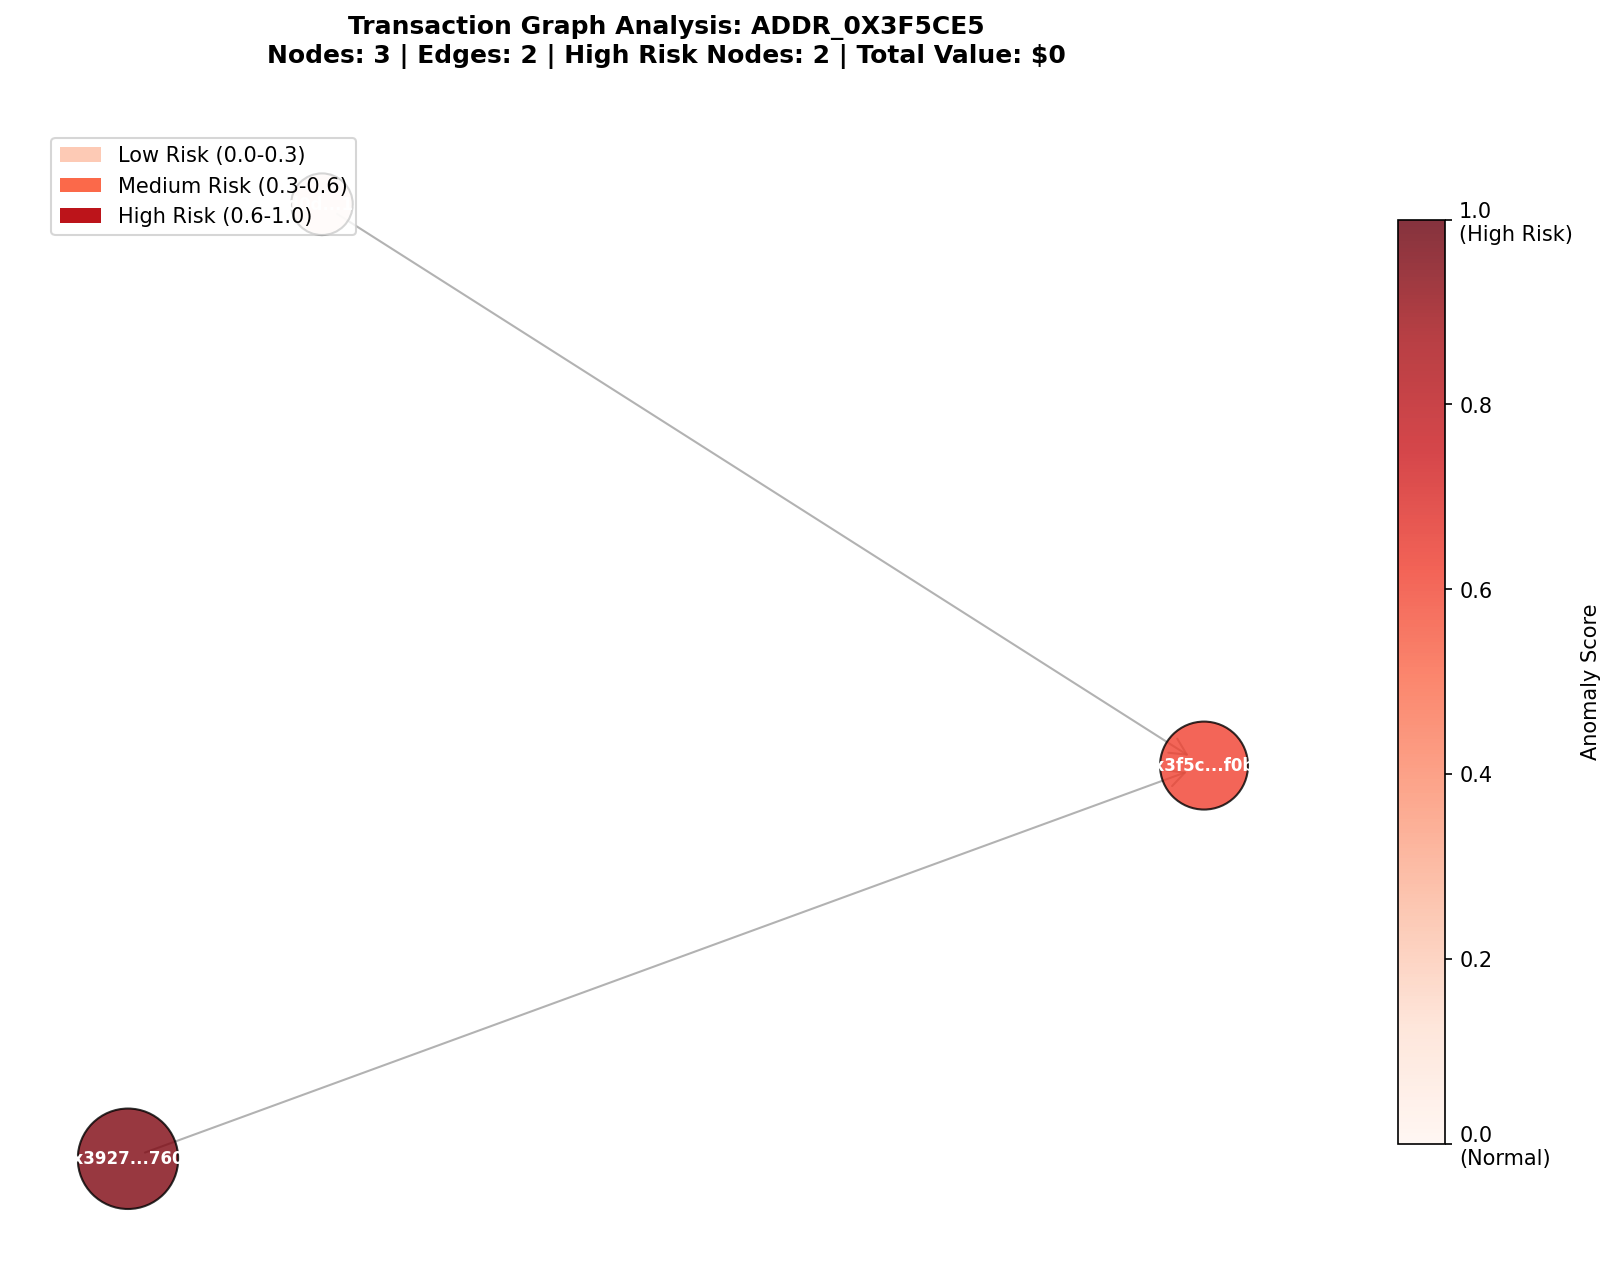 Transaction Graph Analysis: ADDR_0X3F5CE5
Nodes: 3 | Edges: 2 | High Risk Nodes: 2 | Total Value: $0
Low Risk (0.0-0.3)
Medium Risk (0.3-0.6)
High Risk (0.6-1.0)
1.0
(High Risk)
0.8
0.6
0.4
0.2
0.0
(Normal)
Anomaly Score
x3f5c...f0b
x3927...760